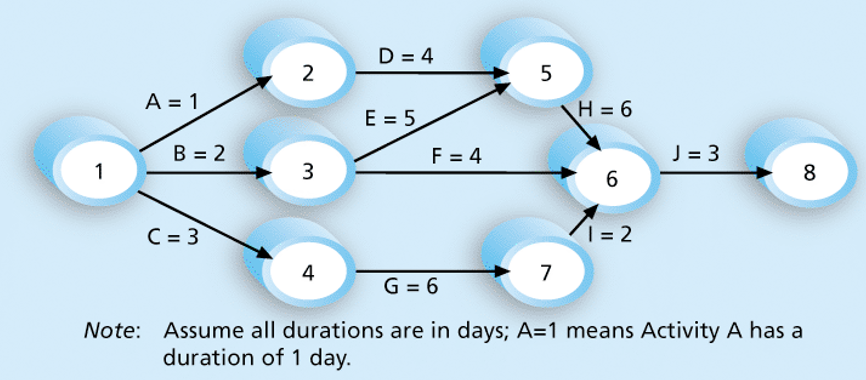 2
D = 4
5
A = 1
E = 5
H = 6
1
B = 2
3
F = 4
6
J = 3
8
C = 3
4
G = 6
7
I = 2
Note: Assume all durations are in days; A=1 means Activity A has a
duration of 1 day.